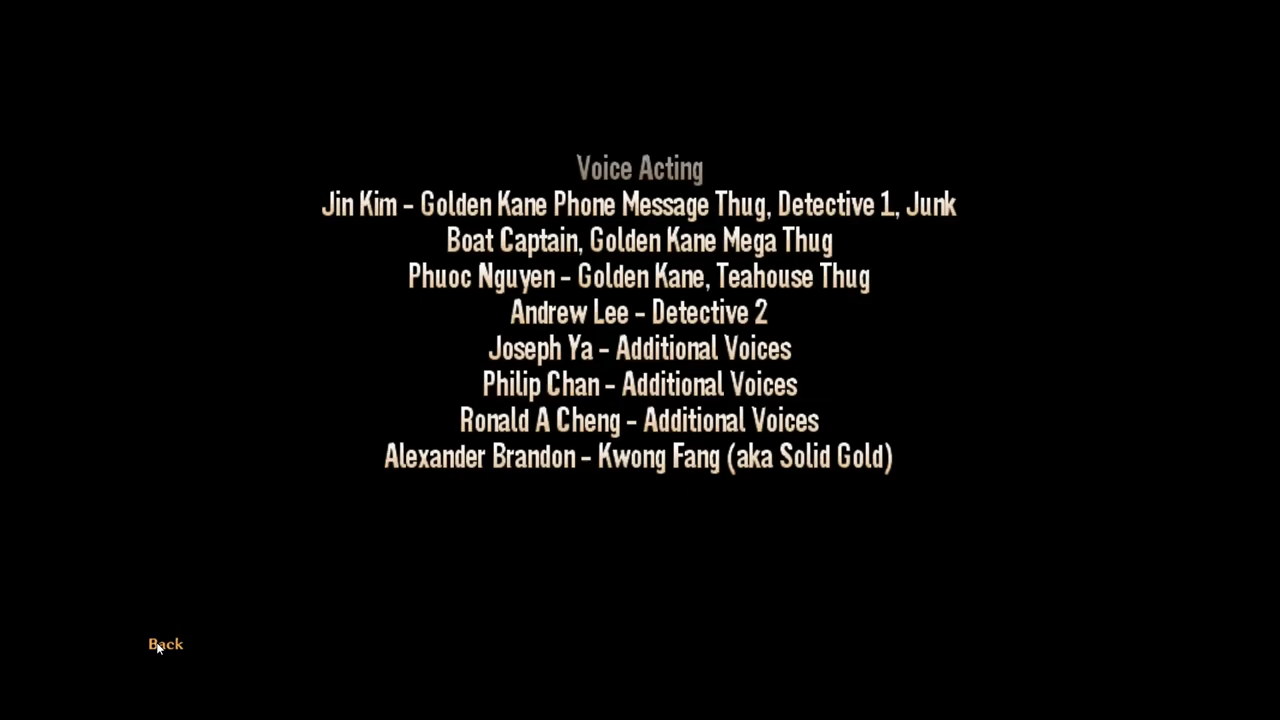 Voice Acting
Jin Kim - Golden Kane Phone Message Thug, Detective 1, Junk
Boat Captain, Golden Kane Mega Thug
Phuoc Nguyen - Golden Kane, Teahouse Thug
Andrew Lee - Detective 2
Joseph Ya - Additional Voices
Philip Chan - Additional Voices
Ronald A Cheng - Additional Voices
Alexander Brandon - Kwong Fang (aka Solid Gold)
Back